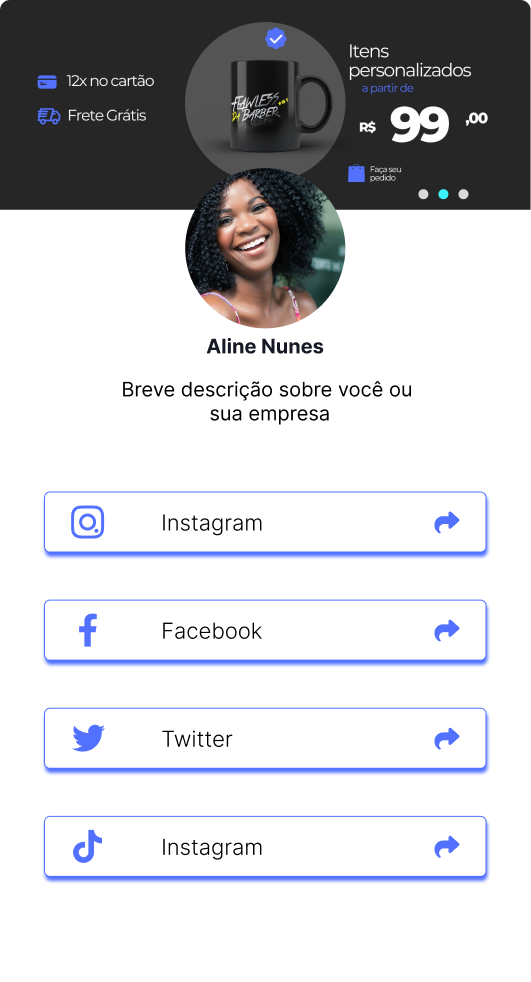 12x no cartão
Frete Grátis
FLAWLESS
DA BARBER
Itens
personalizados
a partir de
R$ 99 ,00
Faça seu
pedido
Aline Nunes
Breve descrição sobre você ou
sua empresa
Instagram
Facebook
Twitter
Instagram